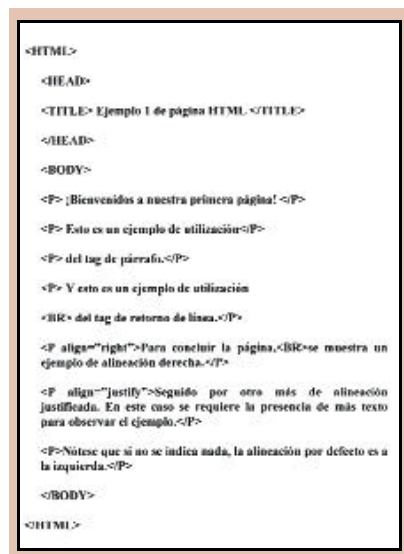 <HTML>
<HEAD>
<TITLE> Ejemplo 1 de página HTML </TITLE>
</HEAD>
<BODY>
<P> ¡Bienvenidos a nuestra primera página! </P>
<P> Esto es un ejemplo de utilización</P>
<P> del tag de párrafo.</P>
<P> Y esto es un ejemplo de utilización
<BR> del tag de retorno de línea.</P>
<P align="right">Para concluir la página,<BR>se muestra un
ejemplo de alineación derecha.</P>
<P align="justify">Seguido por otro más de alineación
justificada. En este caso se requiere la presencia de más texto
para observar el ejemplo.</P>
<P>Nótese que si no se indica nada, la alineación por defecto es a
la izquierda.</P>
</BODY>
</HTML>